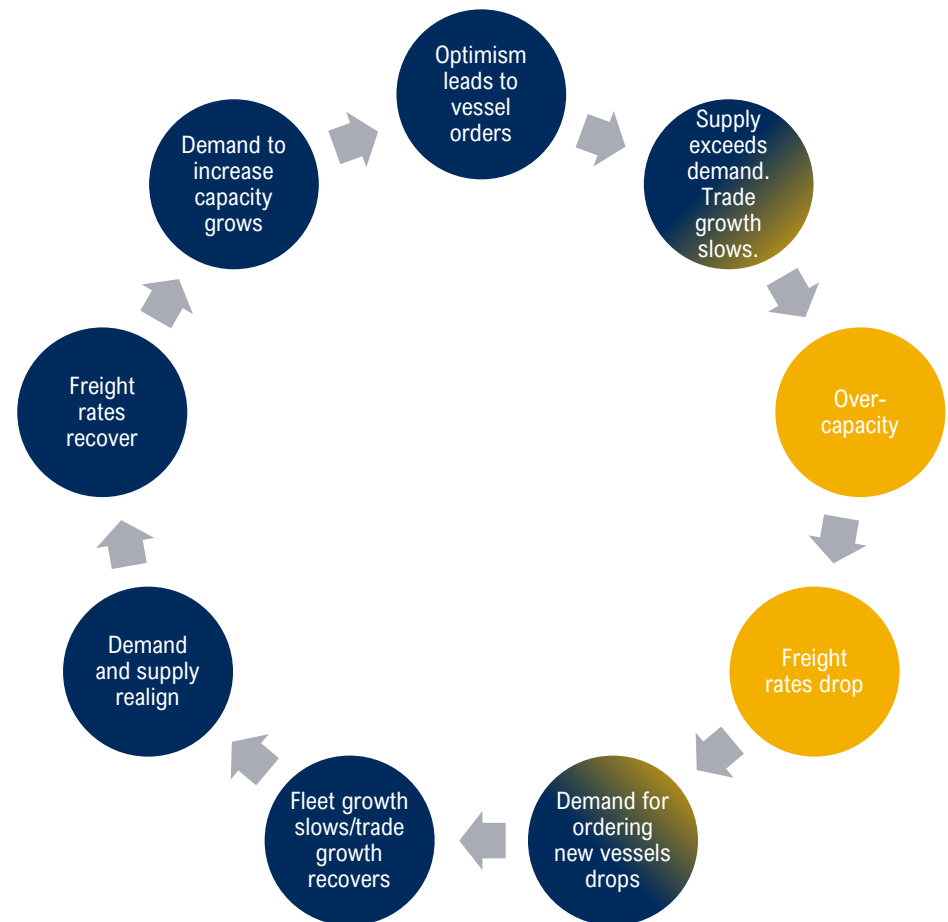 Optimism
leads to
vessel
orders
Supply
exceeds
demand.
Trade
growth
slows.
Over-
capacity
Freight
rates drop
Demand for
ordering
new vessels
drops
Fleet growth
slows/trade
growth
recovers
Demand
and supply
realign
Freight
rates
recover
Demand to
increase
capacity
grows